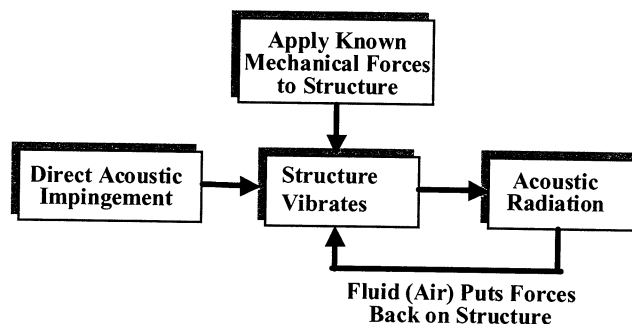 Apply Known
Mechanical Forces
to Structure
Direct Acoustic
Impingement
Structure
Vibrates
Acoustic
Radiation
Fluid (Air) Puts Forces
Back on Structure